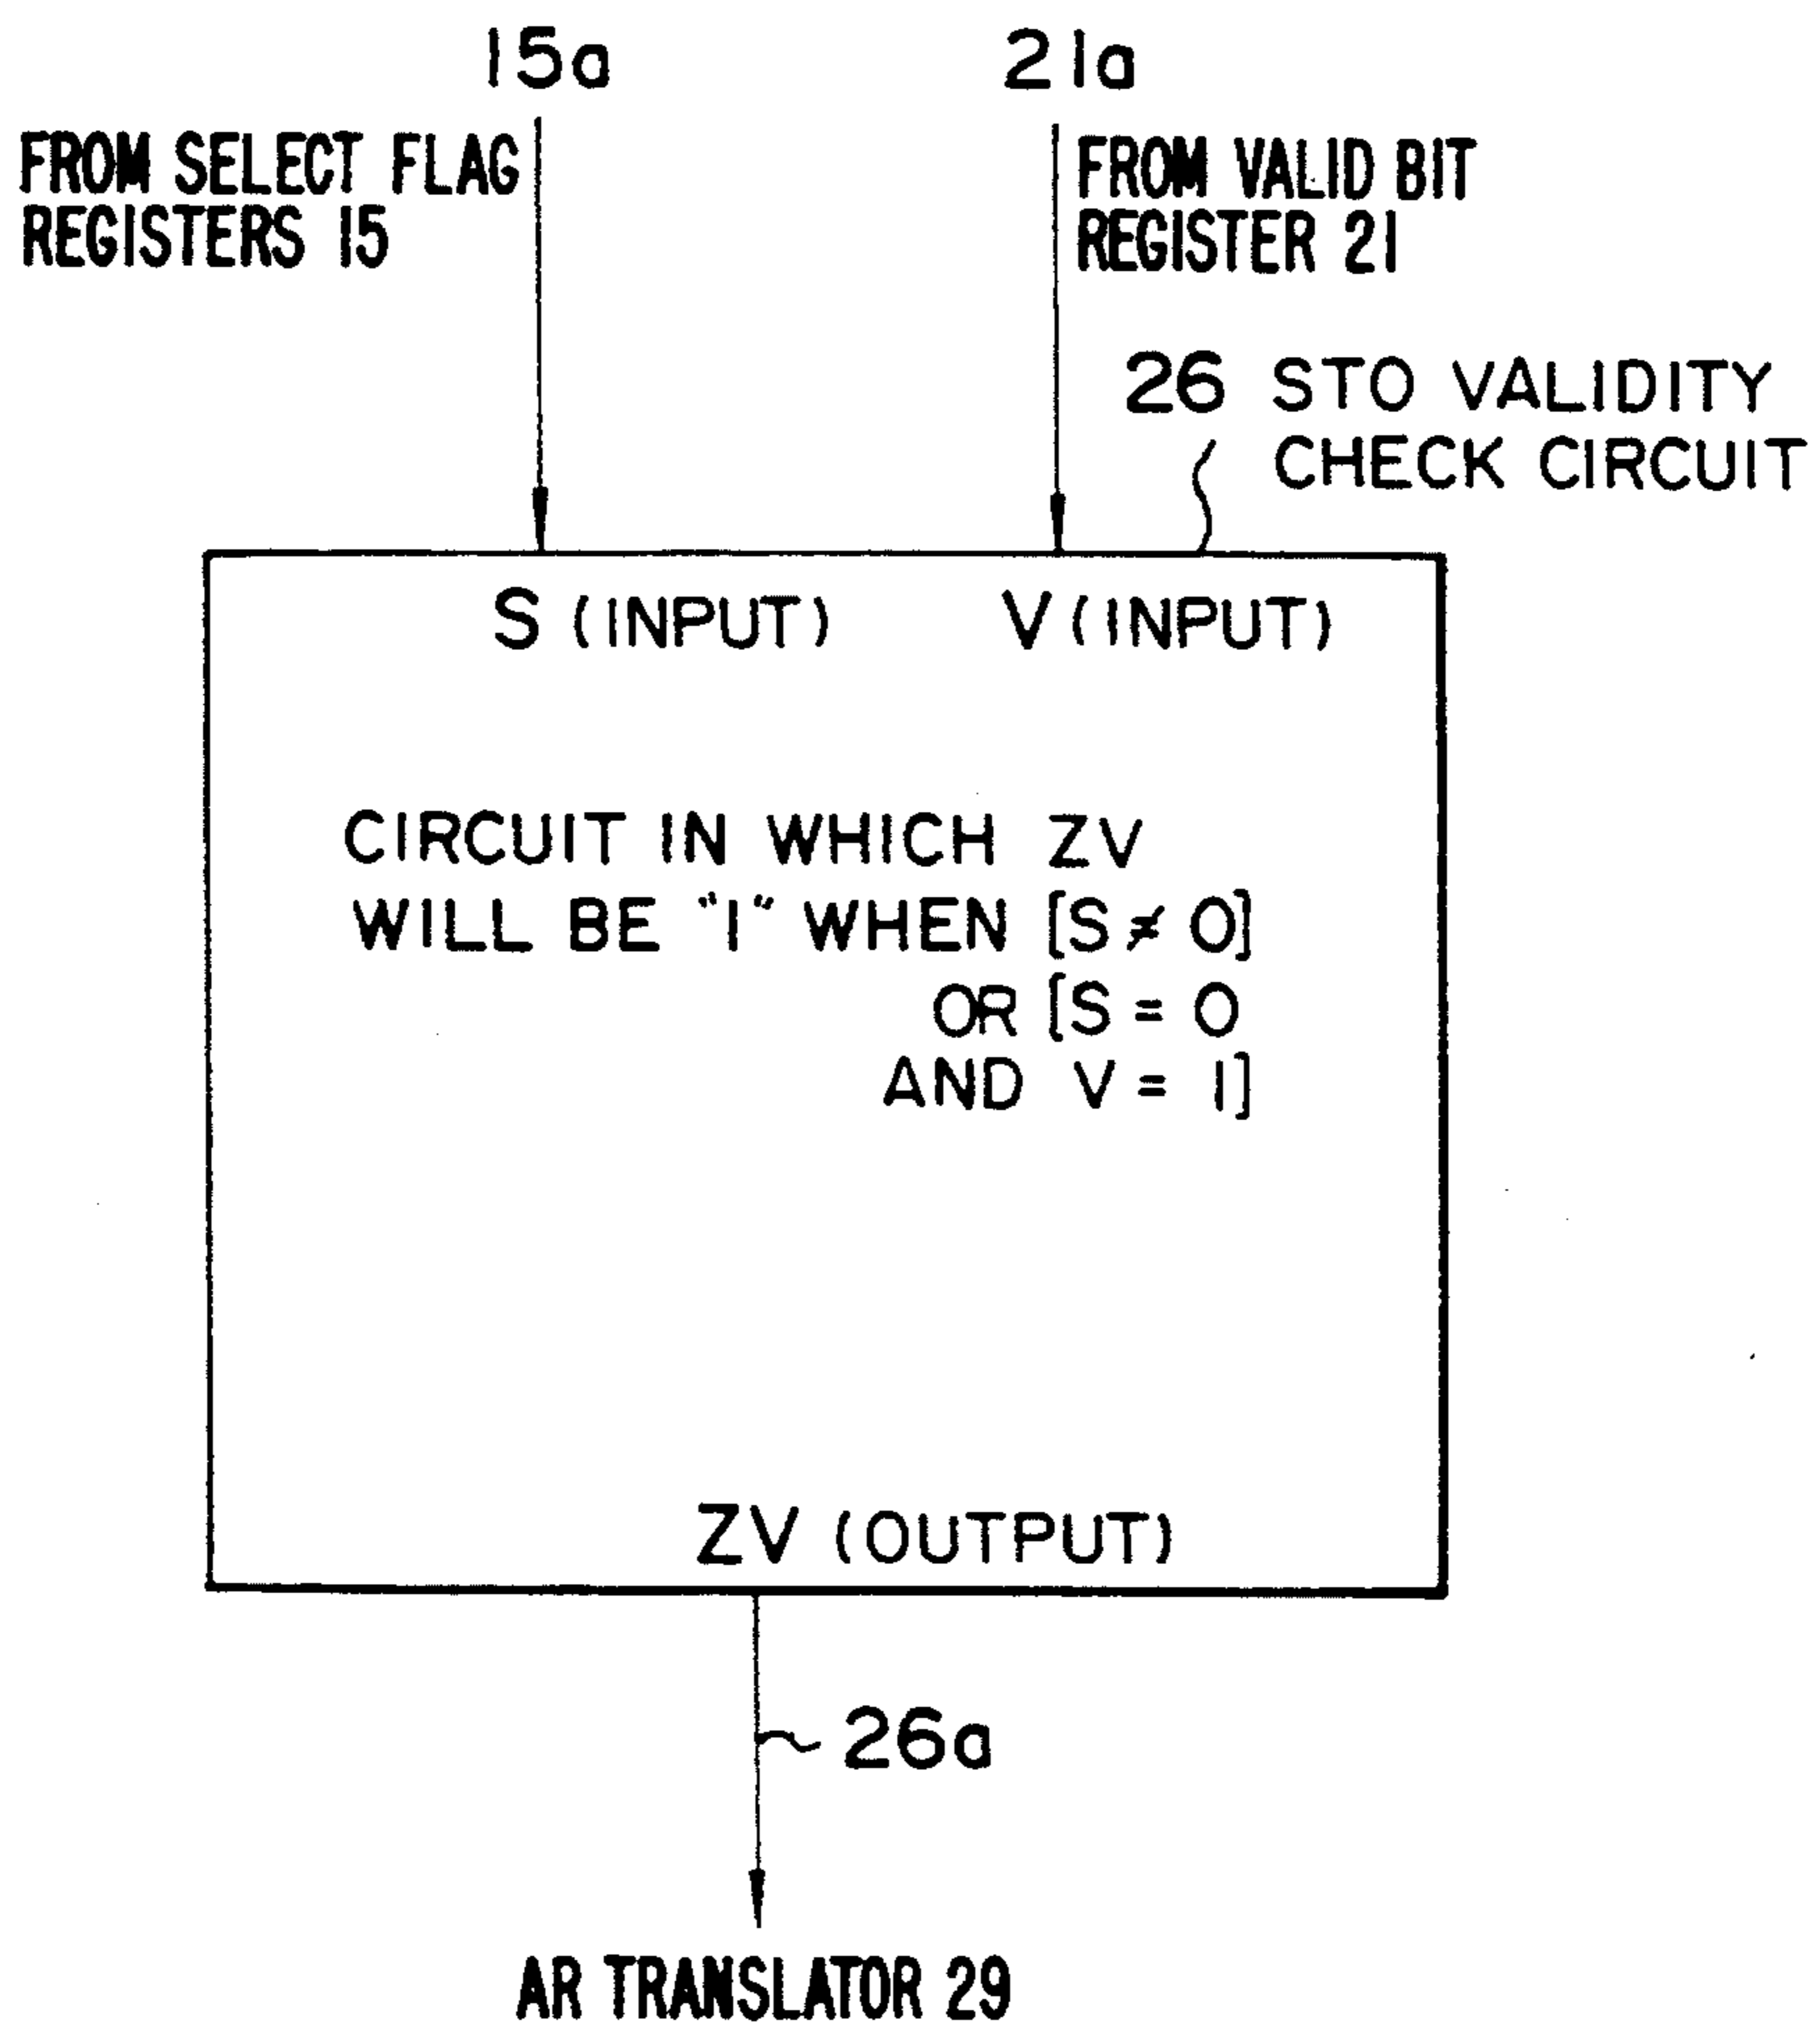 15a
21a
FROM SELECT FLAG
REGISTERS 15
FROM VALID BIT
REGISTER 21
26 STO VALIDITY
CHECK CIRCUIT
S (INPUT)
V (INPUT)
CIRCUIT IN WHICH ZV
WILL BE "1" WHEN [S ≠ 0]
OR [S = 0
AND V = 1]
ZV (OUTPUT)
26a
AR TRANSLATOR 29